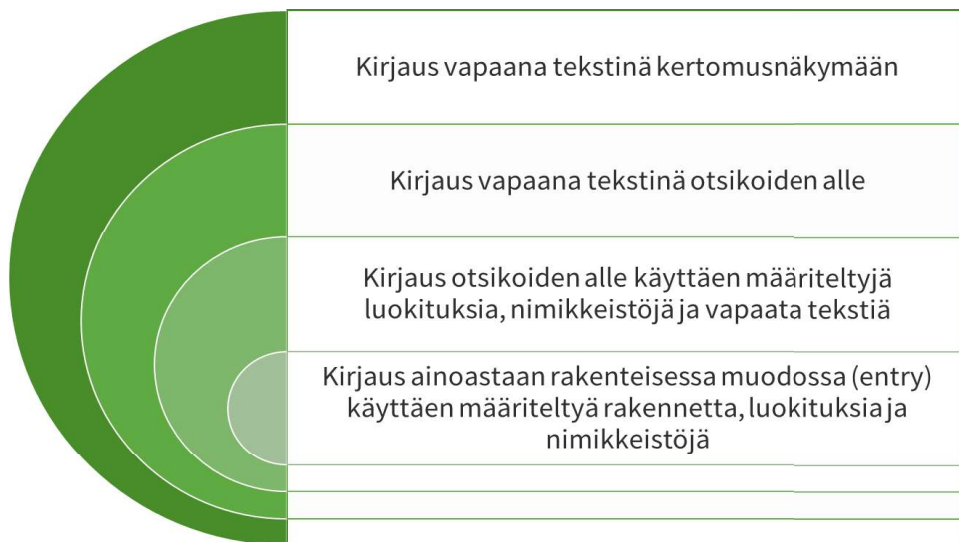 Kirjaus vapaana tekstinä kertomusnäkymään
Kirjaus vapaana tekstinä otsikoiden alle
Kirjaus otsikoiden alle käyttäen määriteltyjä
luokituksia, nimikkeistöjä ja vapaata tekstiä
Kirjaus ainoastaan rakenteisessa muodossa (entry)
käyttäen määriteltyä rakennetta, luokituksia ja
nimikkeistöjä